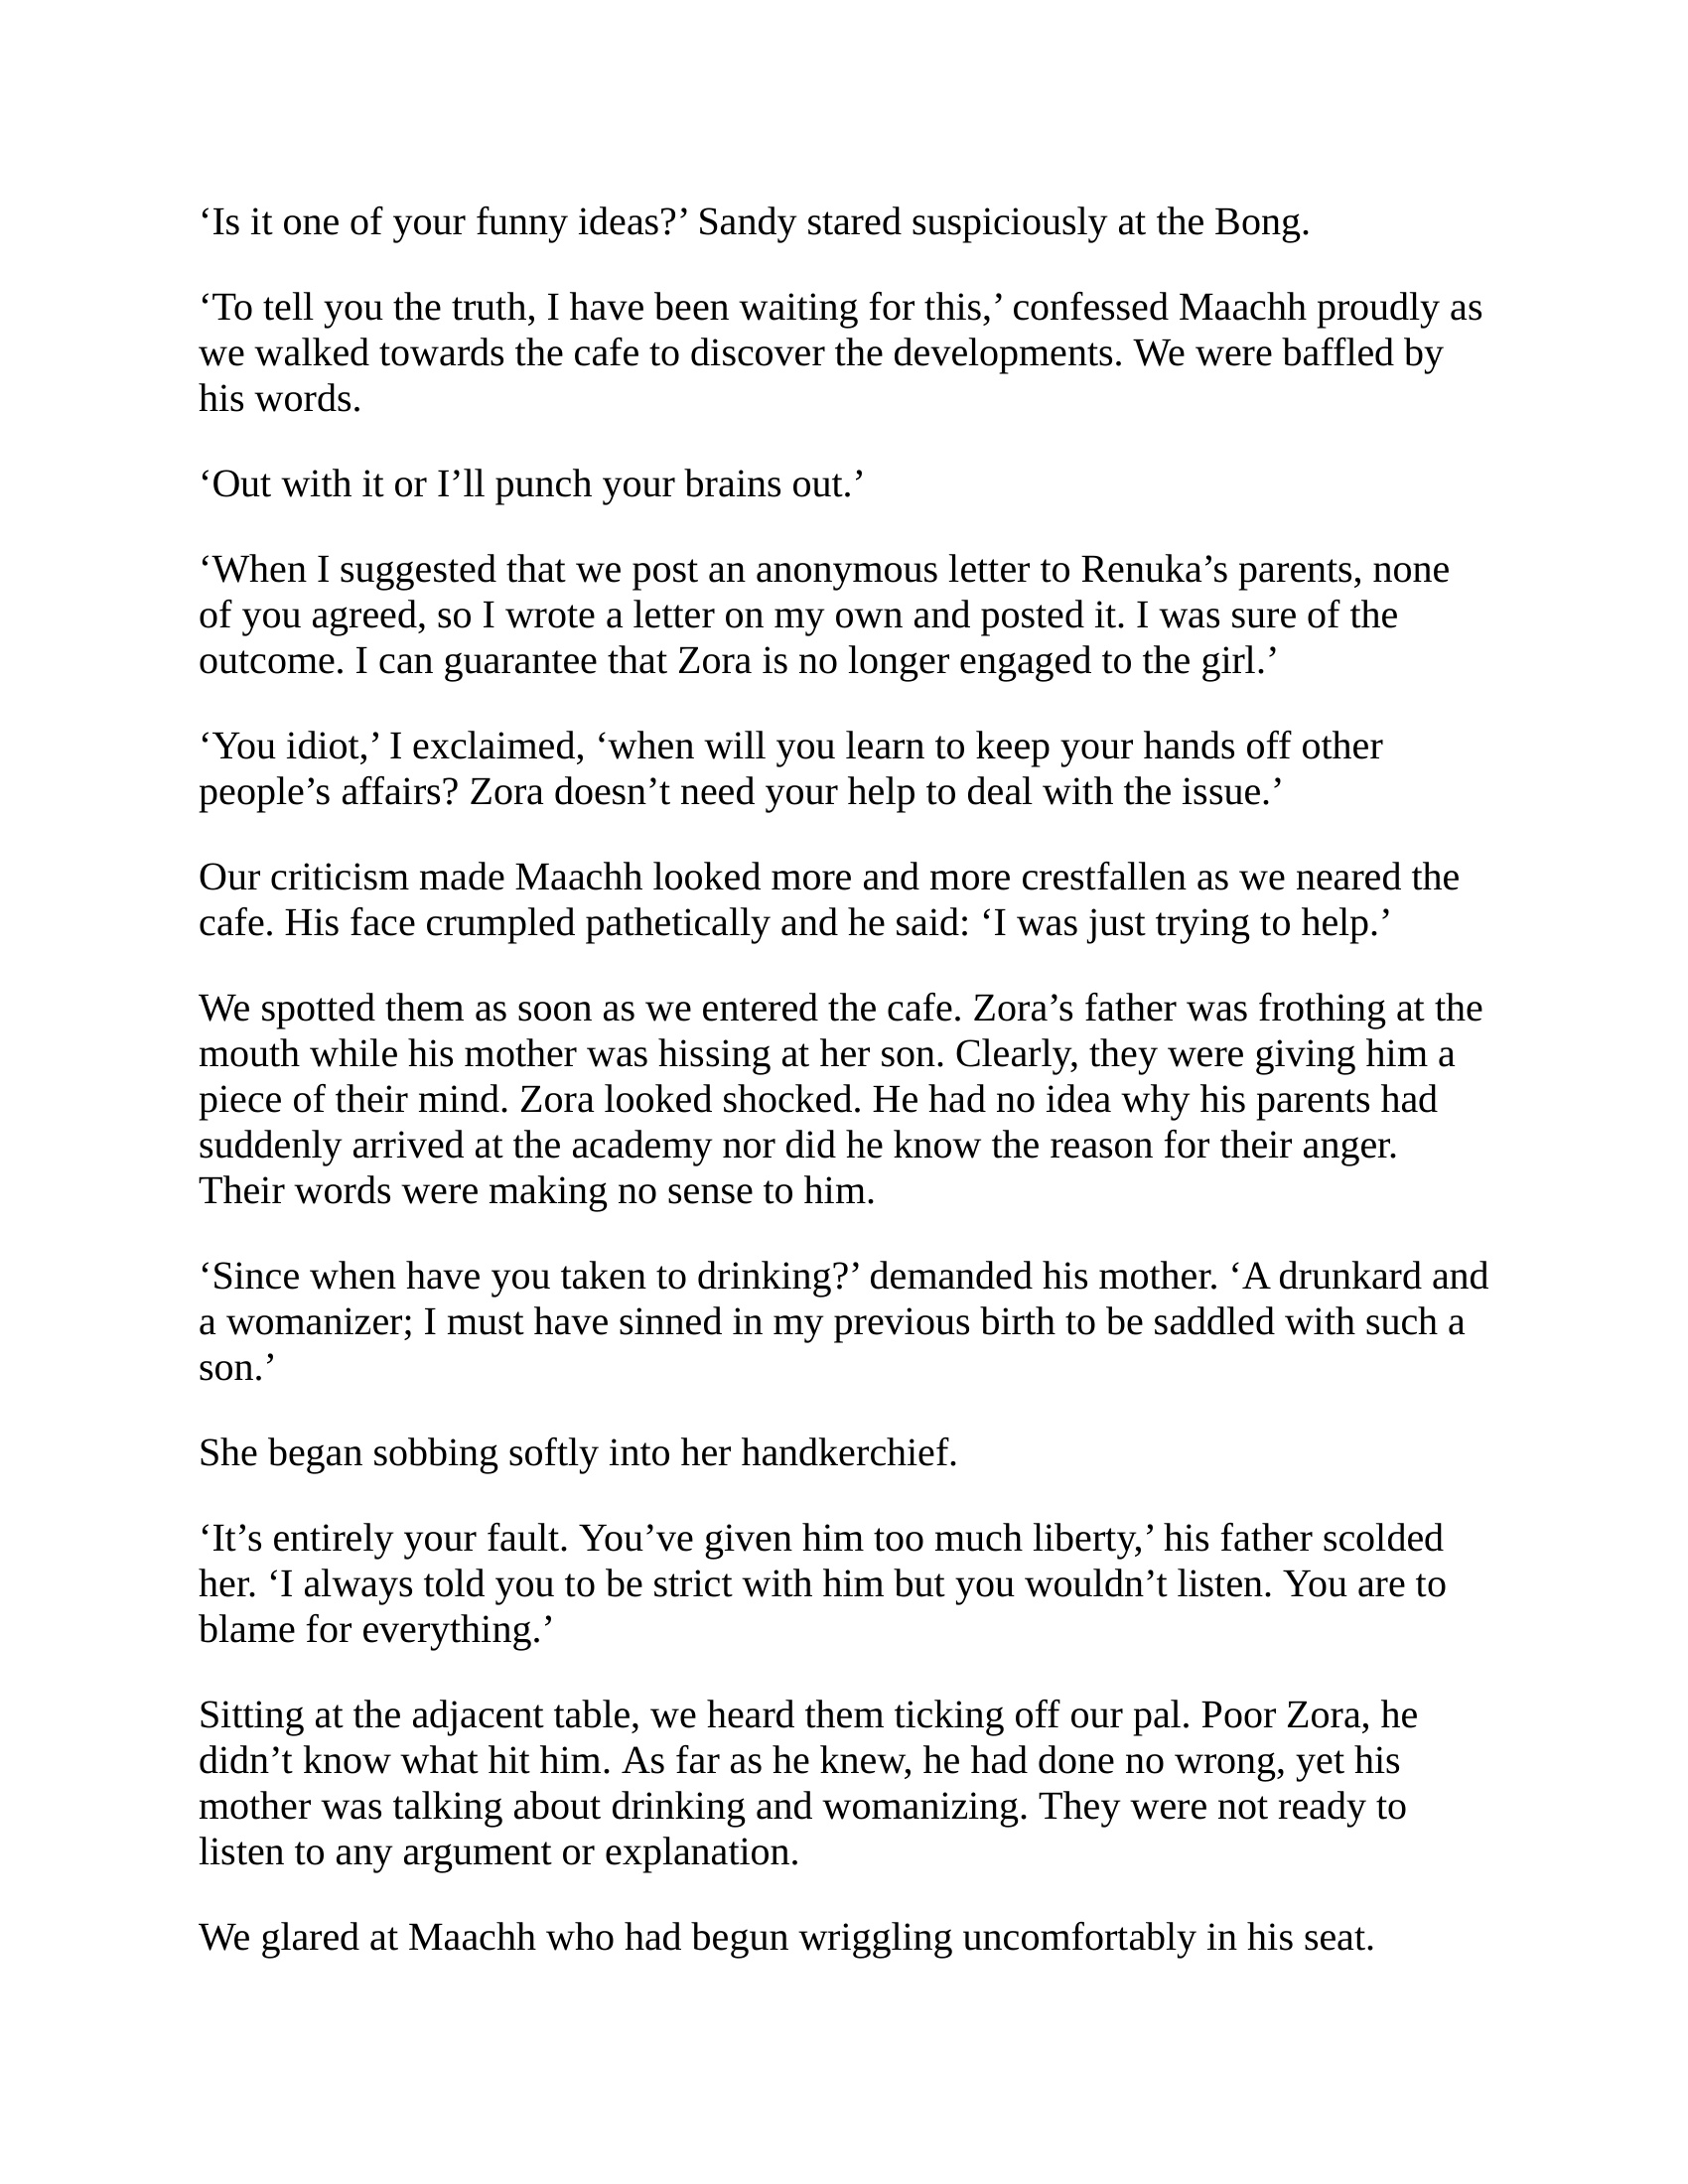 ‘Is it one of your funny ideas?’ Sandy stared suspiciously at the Bong.
‘To tell you the truth, I have been waiting for this,’ confessed Maachh proudly as
we walked towards the cafe to discover the developments. We were baffled by
his words.
‘Out with it or I’ll punch your brains out.’
‘When I suggested that we post an anonymous letter to Renuka’s parents, none
of you agreed, so I wrote a letter on my own and posted it. I was sure of the
outcome. I can guarantee that Zora is no longer engaged to the girl.’
‘You idiot,’ I exclaimed, ‘when will you learn to keep your hands off other
people’s affairs? Zora doesn’t need your help to deal with the issue.’
Our criticism made Maachh looked more and more crestfallen as we neared the
cafe. His face crumpled pathetically and he said: ‘I was just trying to help.’
We spotted them as soon as we entered the cafe. Zora’s father was frothing at the
mouth while his mother was hissing at her son. Clearly, they were giving him a
piece of their mind. Zora looked shocked. He had no idea why his parents had
suddenly arrived at the academy nor did he know the reason for their anger.
Their words were making no sense to him.
‘Since when have you taken to drinking?’ demanded his mother. ‘A drunkard and
a womanizer; I must have sinned in my previous birth to be saddled with such a
son.’
She began sobbing softly into her handkerchief.
‘It’s entirely your fault. You’ve given him too much liberty,’ his father scolded
her. ‘I always told you to be strict with him but you wouldn’t listen. You are to
blame for everything.’
Sitting at the adjacent table, we heard them ticking off our pal. Poor Zora, he
didn’t know what hit him. As far as he knew, he had done no wrong, yet his
mother was talking about drinking and womanizing. They were not ready to
listen to any argument or explanation.
We glared at Maachh who had begun wriggling uncomfortably in his seat.